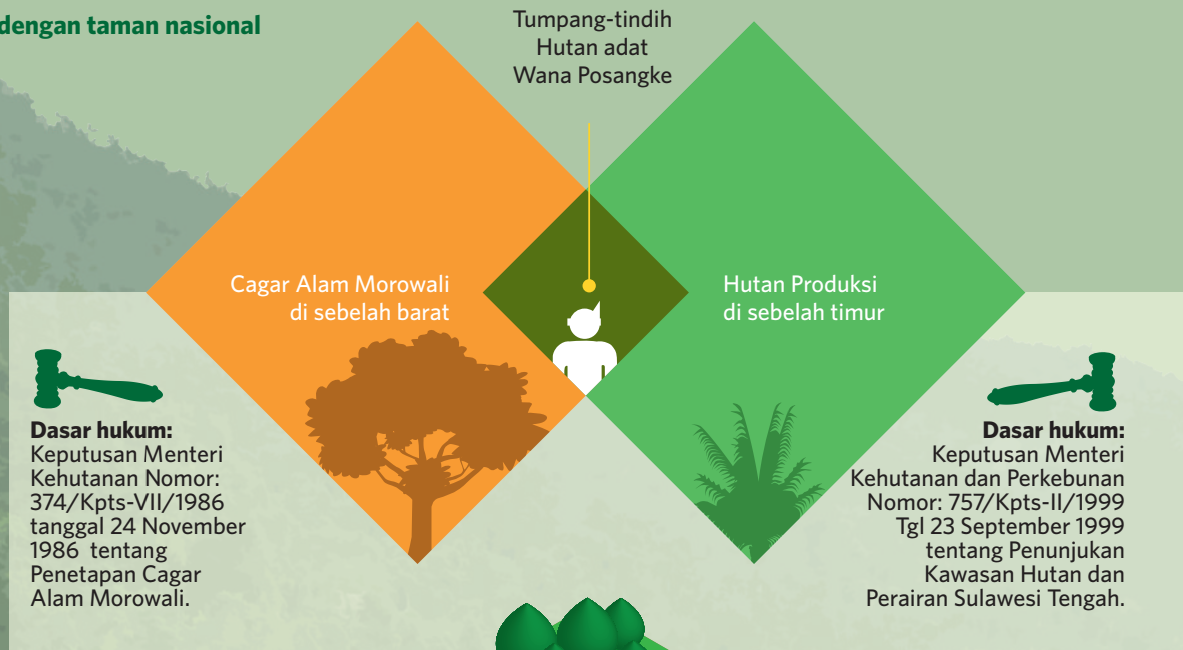 dengan taman nasional
Tumpang-tindih
Hutan adat
Wana Posangke
Cagar Alam Morowali
di sebelah barat
Hutan Produksi
di sebelah timur
Dasar hukum:
Keputusan Menteri
Kehutanan Nomor:
374/Kpts-VII/1986
tanggal 24 November
1986 tentang
Penetapan Cagar
Alam Morowali.
Dasar hukum:
Keputusan Menteri
Kehutanan dan Perkebunan
Nomor: 757/Kpts-II/1999
Tgl 23 September 1999
tentang Penunjukan
Kawasan Hutan dan
Perairan Sulawesi Tengah.